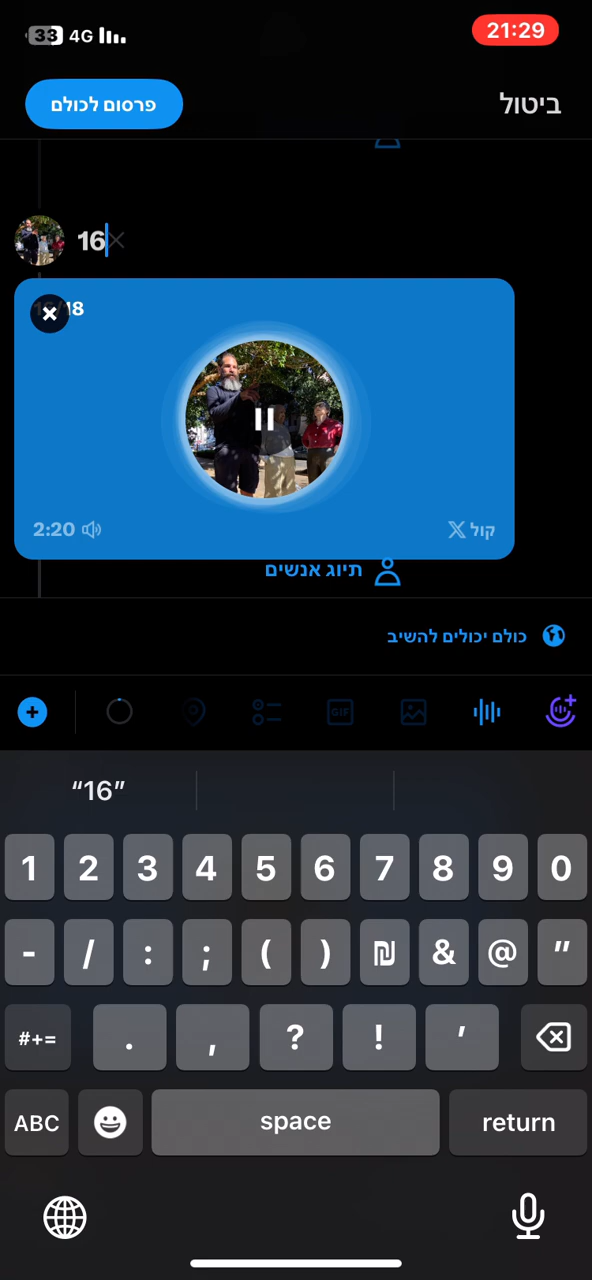 33 4G 21:29
פרסום לכולם ביטול
16
/18
2:20 קול
תיוג אנשים
כולם יכולים להשיב
GIF
“16”
1 2 3 4 5 6 7 8 9 0
- / : ; ( ) ₪ & @ "
#+= . , ? ! '
ABC space return